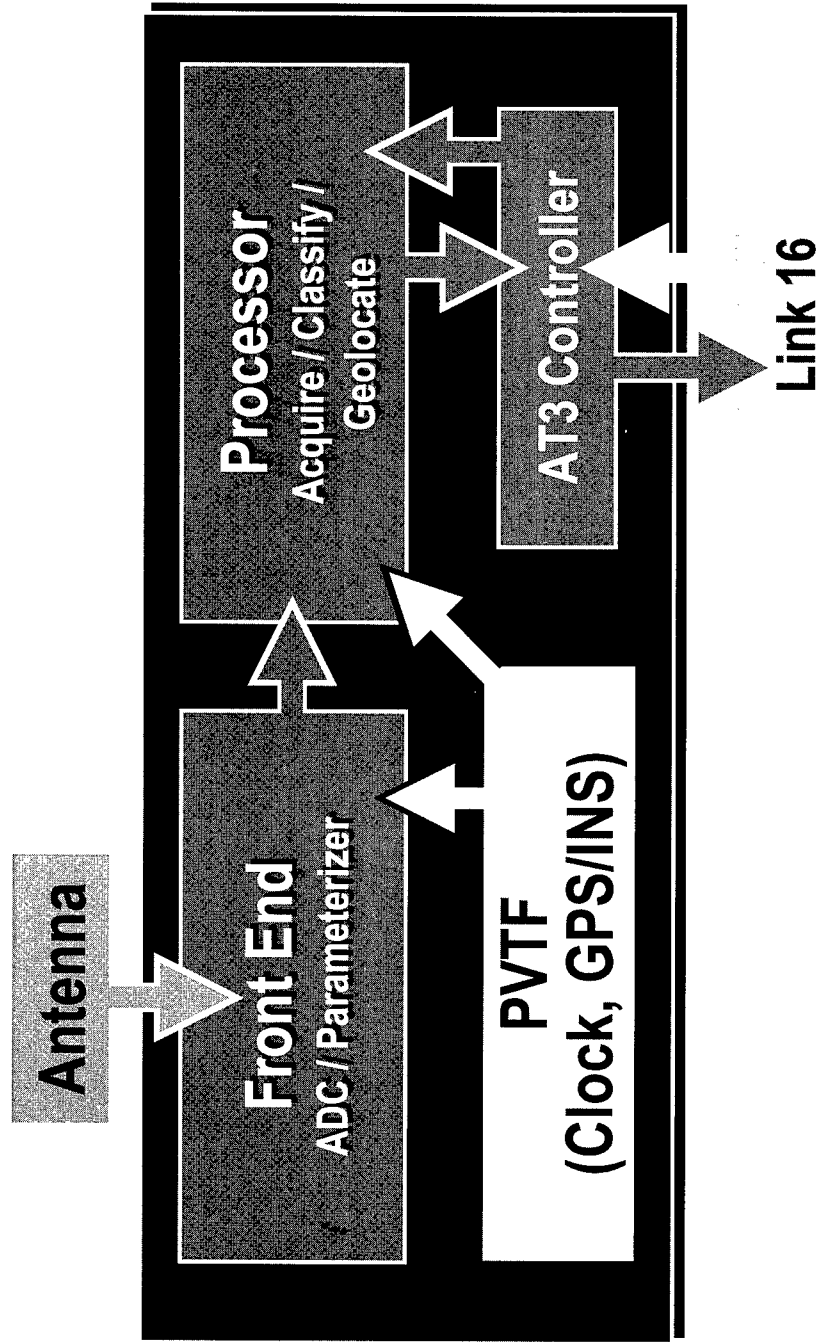 Antenna
Front End
ADC / Parameterizer
Processor
Acquire / Classify /
Geolocate
PVTF
(Clock, GPS/INS)
AT3 Controller
Link 16